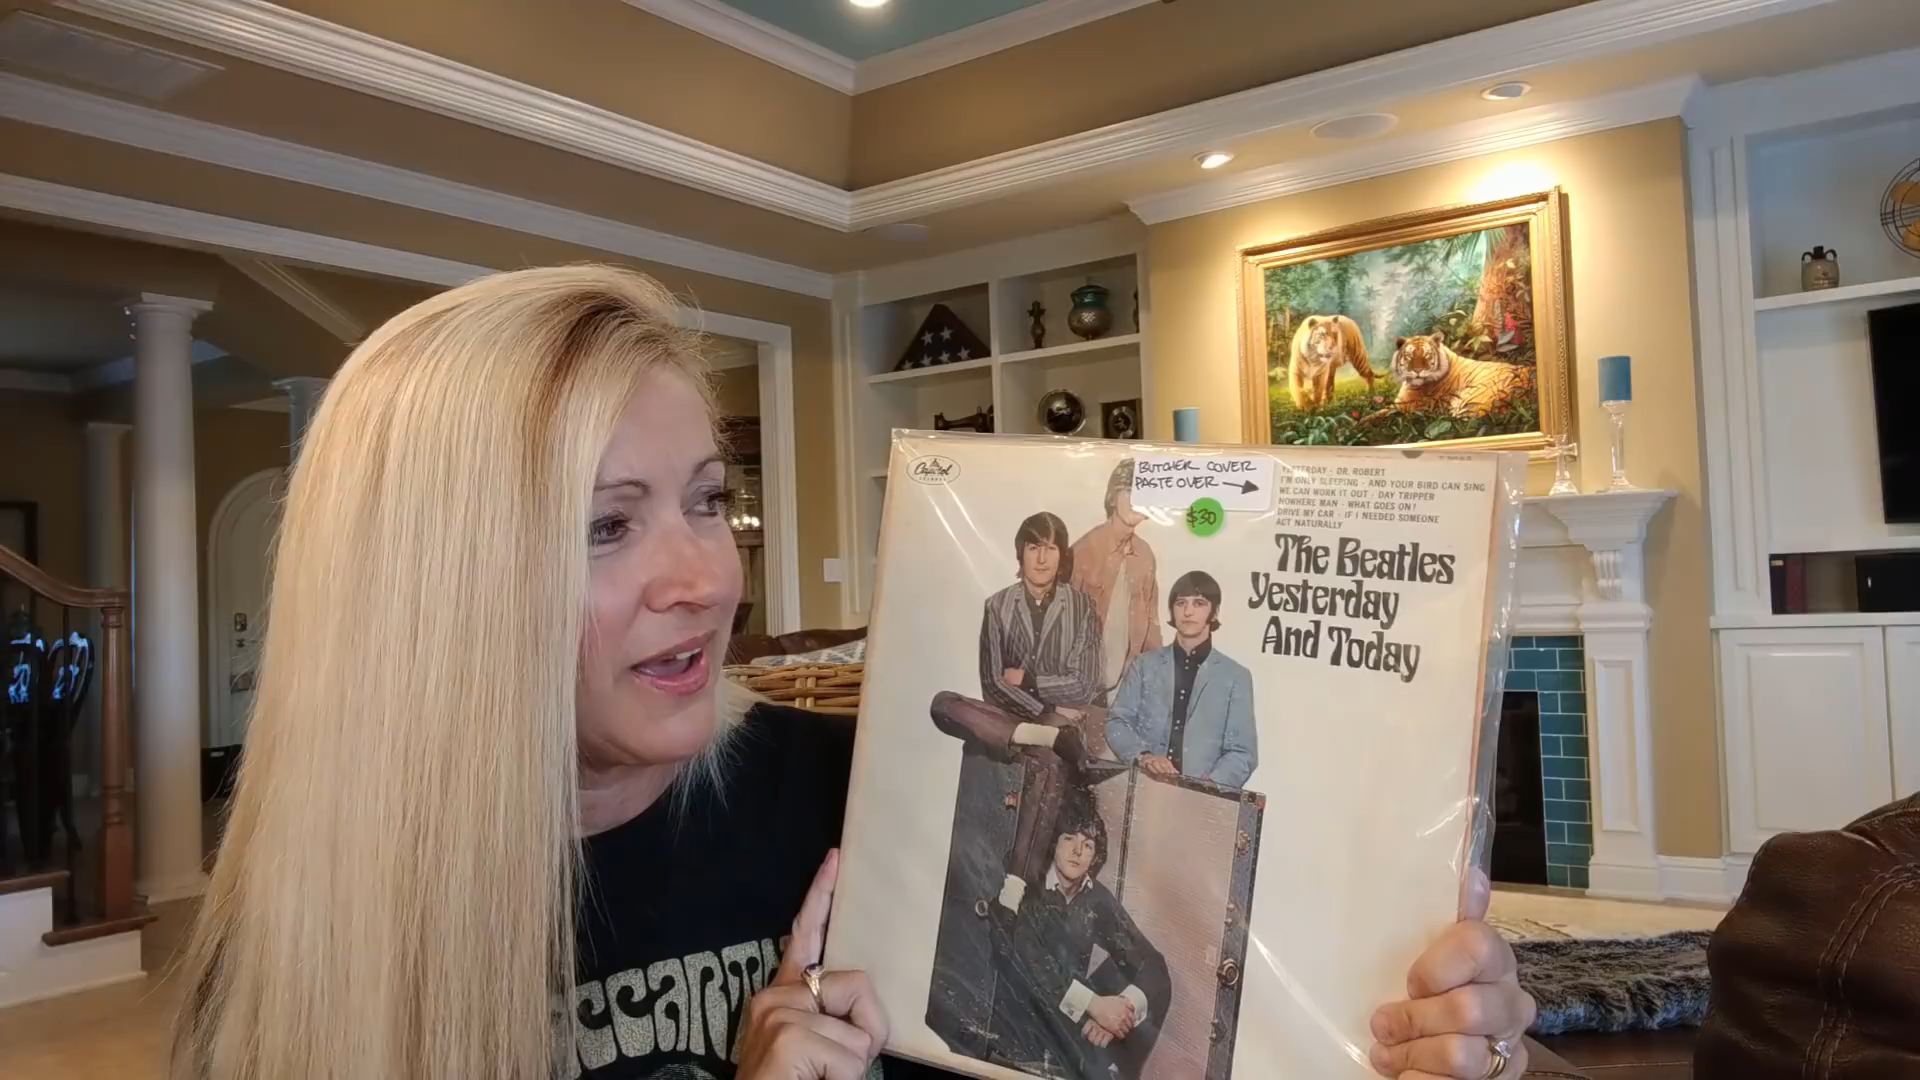 Capitol
RECORDS
BUTCHER COVER
PASTE OVER →
$30
YESTERDAY - DR. ROBERT
I'M ONLY SLEEPING - AND YOUR BIRD CAN SING
WE CAN WORK IT OUT - DAY TRIPPER
NOWHERE MAN - WHAT GOES ON?
DRIVE MY CAR - IF I NEEDED SOMEONE
ACT NATURALLY
The Beatles
Yesterday
And Today
CCART